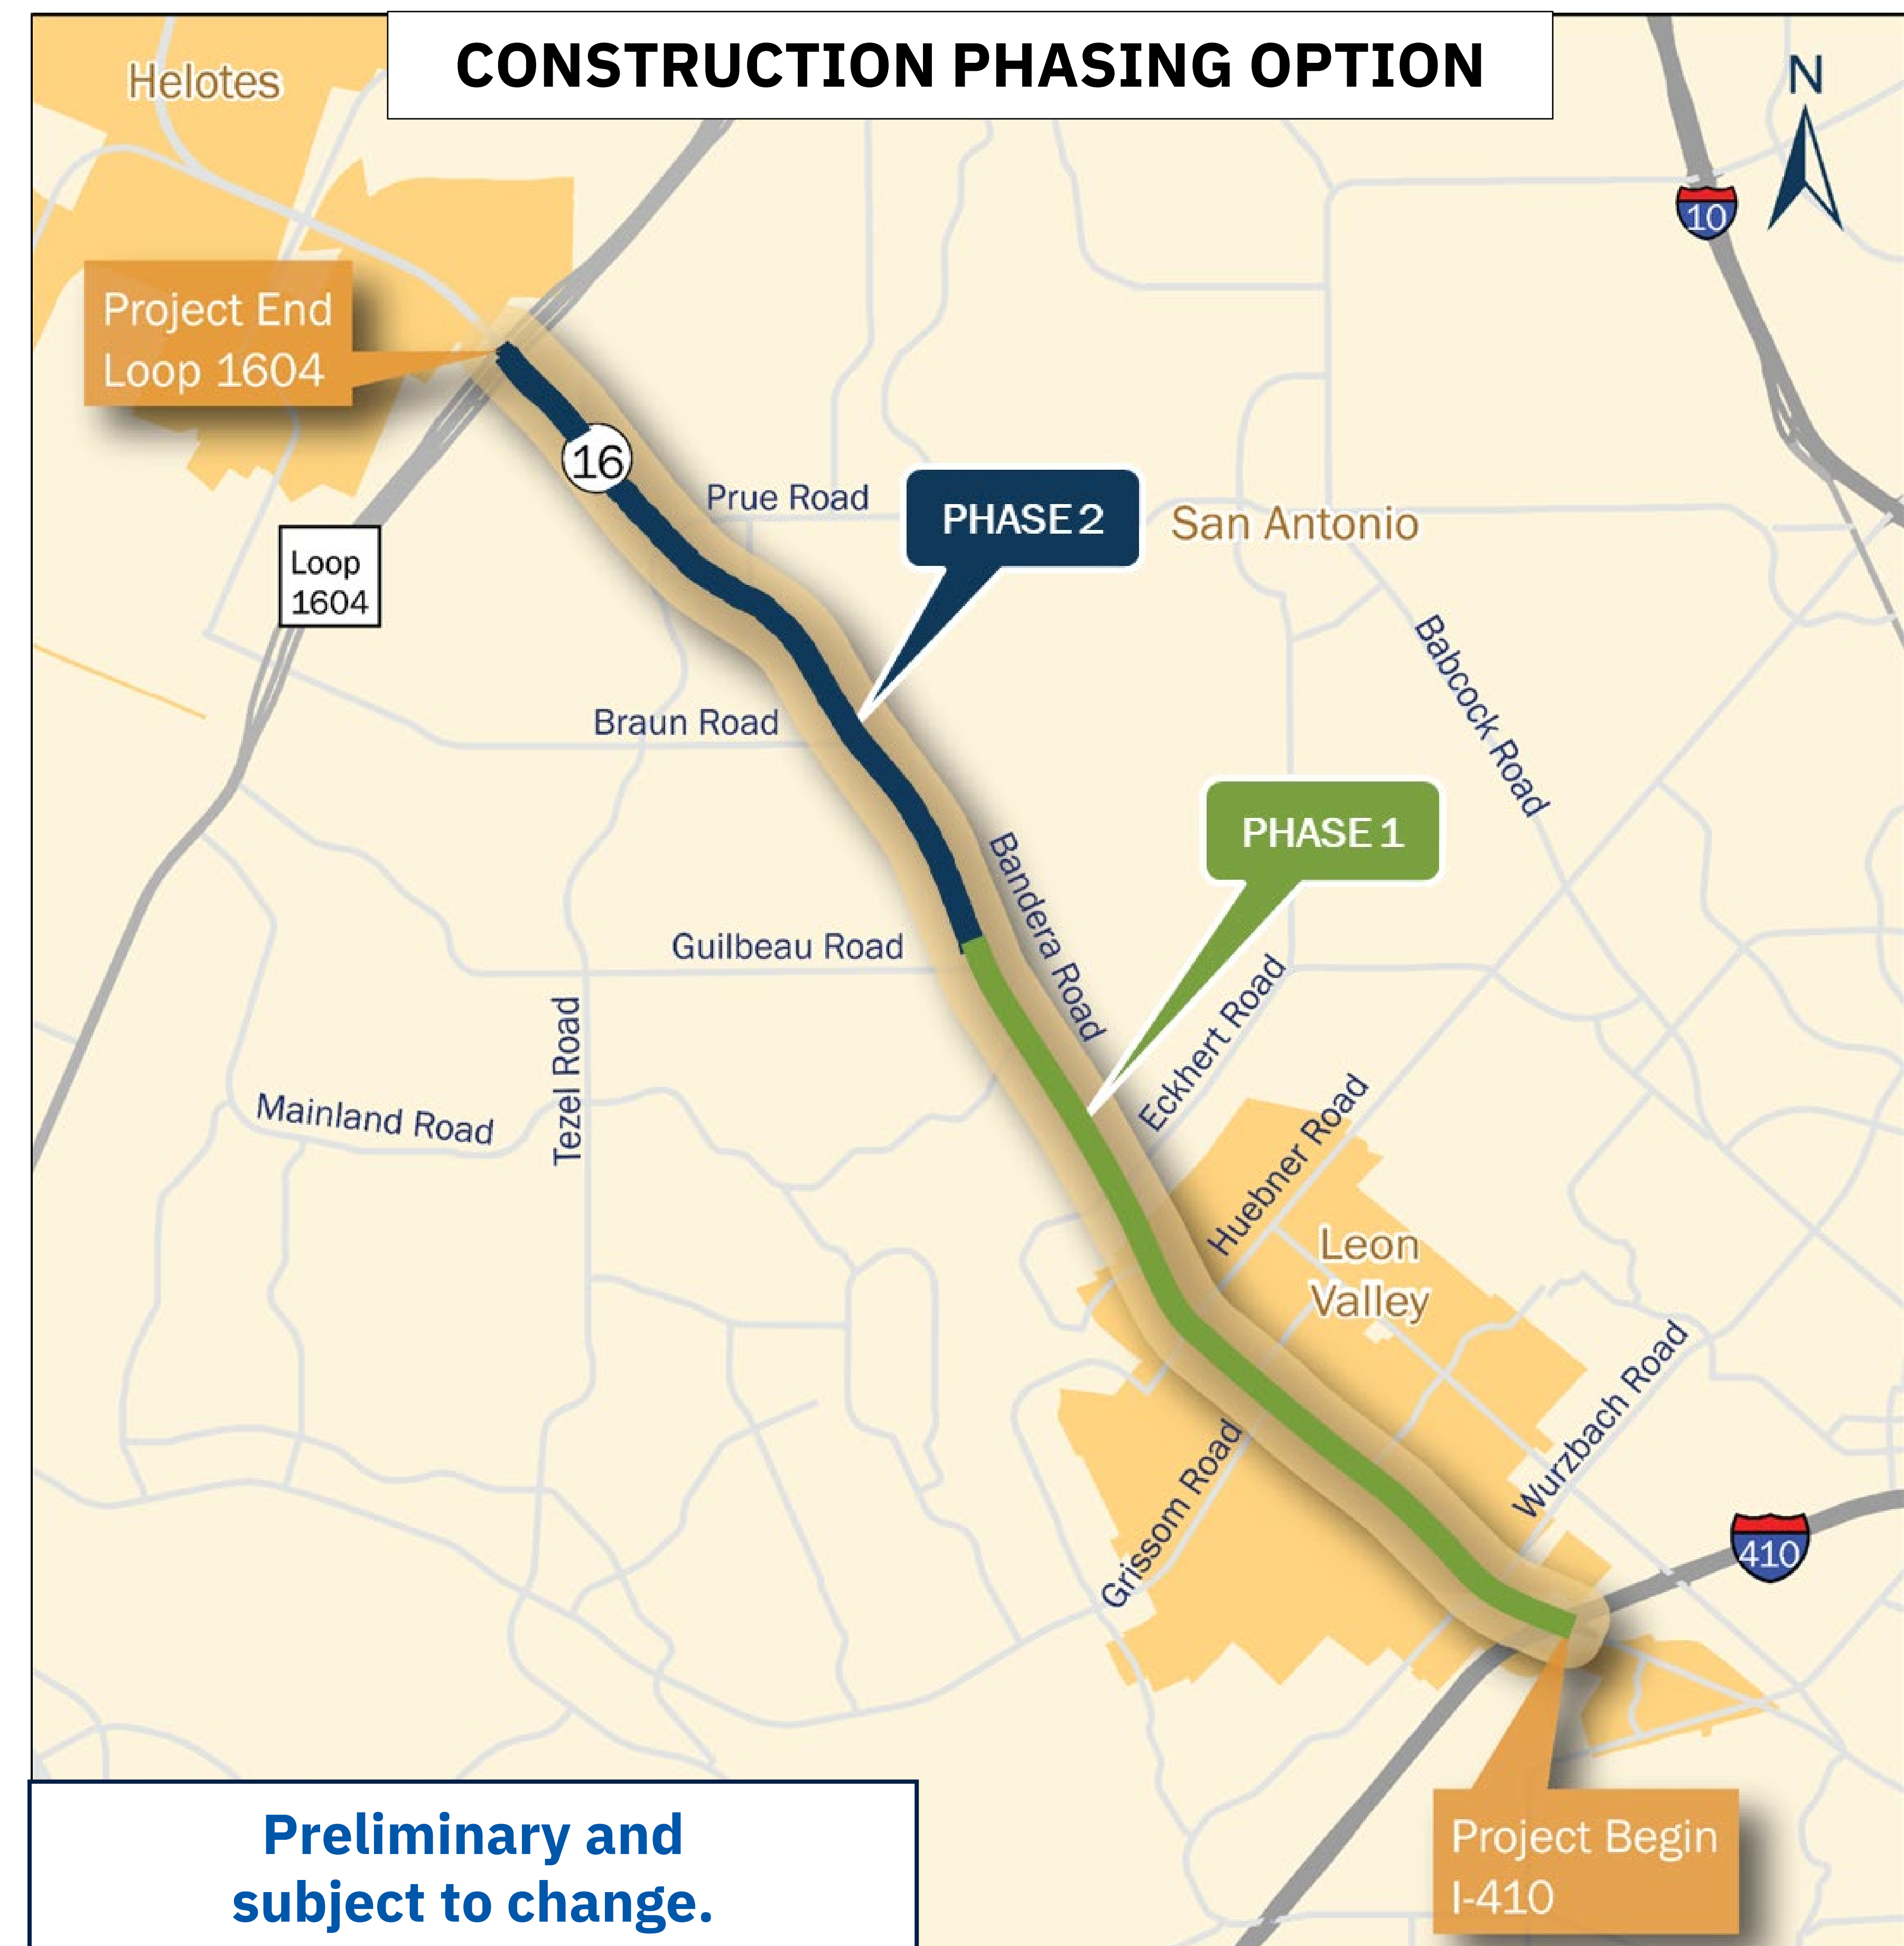 CONSTRUCTION PHASING OPTION
Helotes
N
10
Project End
Loop 1604
16
Prue Road
PHASE 2
San Antonio
Loop
1604
Babcock Road
Braun Road
PHASE 1
Bandera Road
Guilbeau Road
Eckhert Road
Tezel Road
Mainland Road
Huebner Road
Leon
Valley
Wurzbach Road
Grissom Road
410
Project Begin
I-410
Preliminary and
subject to change.